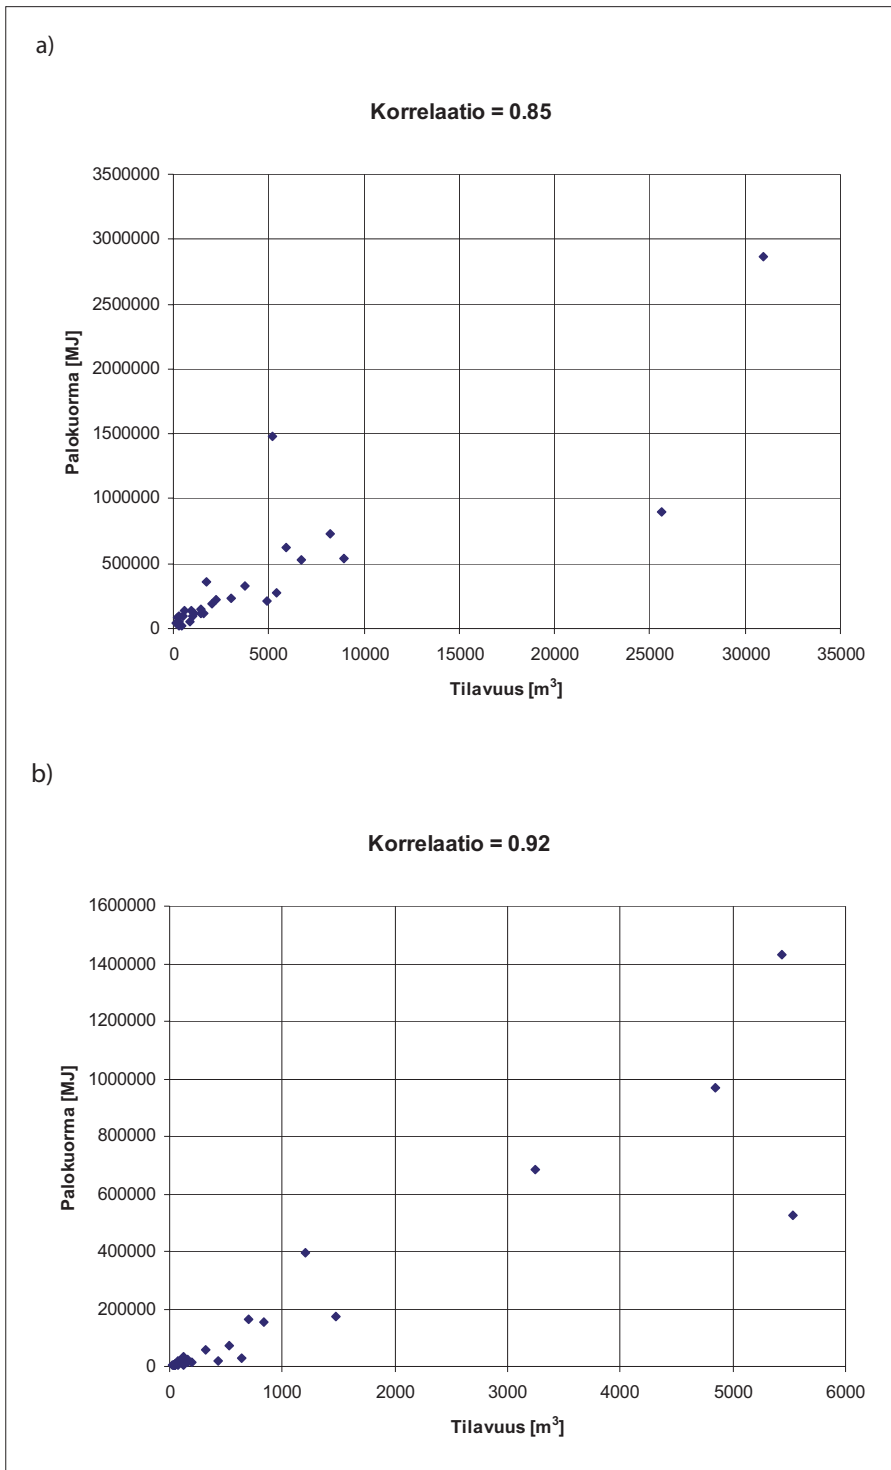 a)
Korrelaatio = 0.85
3500000
3000000
2500000
2000000
1500000
1000000
500000
0
Palokuorma [MJ]
0 5000 10000 15000 20000 25000 30000 35000
Tilavuus [m³]
b)
Korrelaatio = 0.92
1600000
1400000
1200000
1000000
800000
600000
400000
200000
0
Palokuorma [MJ]
0 1000 2000 3000 4000 5000 6000
Tilavuus [m³]